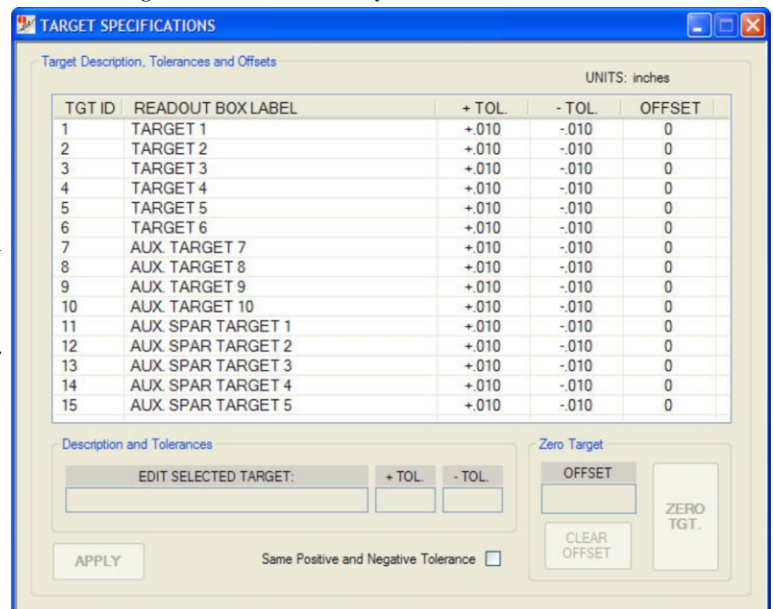 TARGET SPECIFICATIONS
Target Description, Tolerances and Offsets
UNITS: inches
TGT ID READOUT BOX LABEL + TOL. - TOL. OFFSET
1 TARGET 1 +.010 -.010 0
2 TARGET 2 +.010 -.010 0
3 TARGET 3 +.010 -.010 0
4 TARGET 4 +.010 -.010 0
5 TARGET 5 +.010 -.010 0
6 TARGET 6 +.010 -.010 0
7 AUX. TARGET 7 +.010 -.010 0
8 AUX. TARGET 8 +.010 -.010 0
9 AUX. TARGET 9 +.010 -.010 0
10 AUX. TARGET 10 +.010 -.010 0
11 AUX. SPAR TARGET 1 +.010 -.010 0
12 AUX. SPAR TARGET 2 +.010 -.010 0
13 AUX. SPAR TARGET 3 +.010 -.010 0
14 AUX. SPAR TARGET 4 +.010 -.010 0
15 AUX. SPAR TARGET 5 +.010 -.010 0
Description and Tolerances
EDIT SELECTED TARGET: + TOL. - TOL.
APPLY
Same Positive and Negative Tolerance
Zero Target
OFFSET
CLEAR
OFFSET
ZERO
TGT.